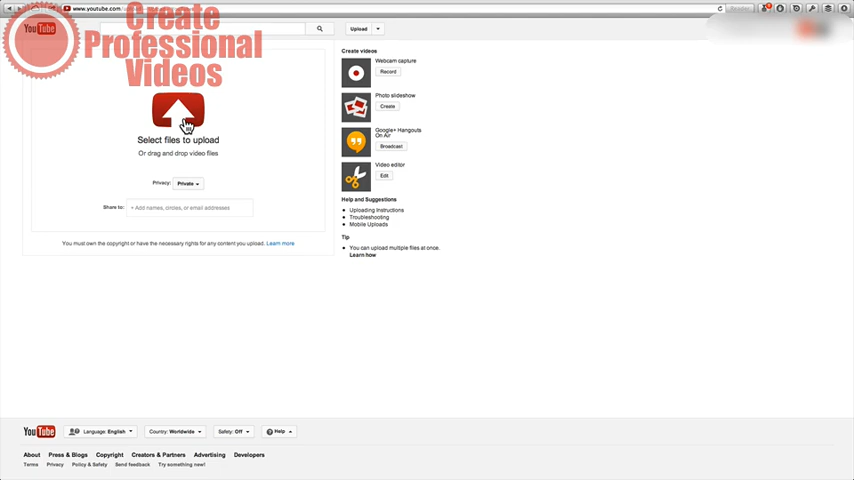 www.youtube.com
Reader
YouTube
Upload
Create
Professional
Videos
Select files to upload
Or drag and drop video files
Privacy: Private
Share to: + Add names, circles, or email addresses
You must own the copyright or have the necessary rights for any content you upload. Learn more
Create videos
Webcam capture
Record
Photo slideshow
Create
Google+ Hangouts
On Air
Broadcast
Video editor
Edit
Help and Suggestions
Uploading Instructions
Troubleshooting
Mobile Uploads
Tip
You can upload multiple files at once.
Learn how
YouTube Language: English Country: Worldwide Safety: Off Help
About Press & Blogs Copyright Creators & Partners Advertising Developers
Terms Privacy Policy & Safety Send feedback Try something new!